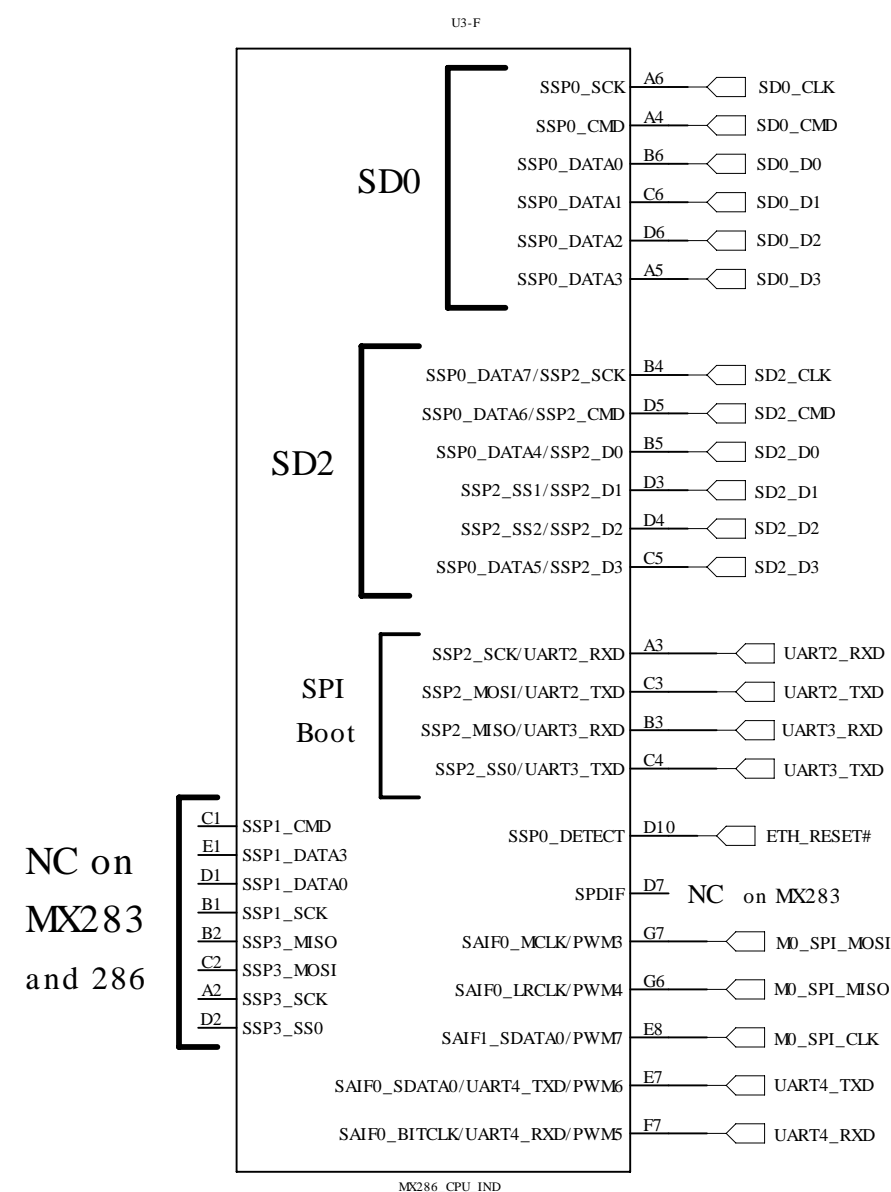 U3-F
SD0
SSP0_SCK A6 SD0_CLK
SSP0_CMD A4 SD0_CMD
SSP0_DATA0 B6 SD0_D0
SSP0_DATA1 C6 SD0_D1
SSP0_DATA2 D6 SD0_D2
SSP0_DATA3 A5 SD0_D3
SD2
SSP0_DATA7/SSP2_SCK B4 SD2_CLK
SSP0_DATA6/SSP2_CMD D5 SD2_CMD
SSP0_DATA4/SSP2_D0 B5 SD2_D0
SSP2_SS1/SSP2_D1 D3 SD2_D1
SSP2_SS2/SSP2_D2 D4 SD2_D2
SSP0_DATA5/SSP2_D3 C5 SD2_D3
SPI
Boot
SSP2_SCK/UART2_RXD A3 UART2_RXD
SSP2_MOSI/UART2_TXD C3 UART2_TXD
SSP2_MISO/UART3_RXD B3 UART3_RXD
SSP2_SS0/UART3_TXD C4 UART3_TXD
NC on
MX283
and 286
C1 SSP1_CMD
E1 SSP1_DATA3
D1 SSP1_DATA0
B1 SSP1_SCK
B2 SSP3_MISO
C2 SSP3_MOSI
A2 SSP3_SCK
D2 SSP3_SS0
SSP0_DETECT D10 ETH_RESET#
SPDIF D7 NC on MX283
SAIF0_MCLK/PWM3 G7 M0_SPI_MOSI
SAIF0_LRCLK/PWM4 G6 M0_SPI_MISO
SAIF1_SDATA0/PWM7 E8 M0_SPI_CLK
SAIF0_SDATA0/UART4_TXD/PWM6 E7 UART4_TXD
SAIF0_BITCLK/UART4_RXD/PWM5 F7 UART4_RXD
MX286_CPU_IND